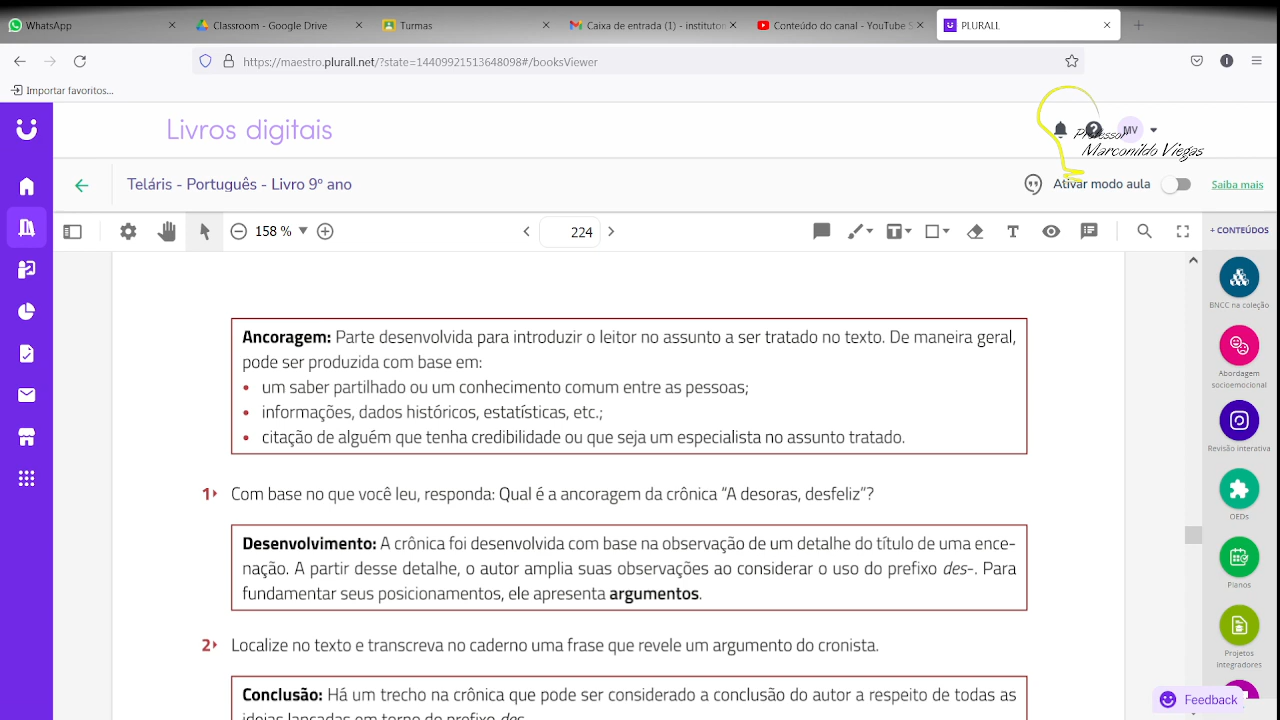 WhatsApp
Classroom - Google Drive
Turmas
Caixa de entrada (1) - instituto
Conteúdo do canal - YouTube S
PLURALL
https://maestro.plurall.net/?state=14409921513648098#/booksViewer
Importar favoritos...
Livros digitais
MV
Professor
Marconildo Viegas
Teláris - Português - Livro 9º ano
Ativar modo aula
Saiba mais
158 %
224
+ CONTEÚDOS
Ancoragem: Parte desenvolvida para introduzir o leitor no assunto a ser tratado no texto. De maneira geral,
pode ser produzida com base em:
• um saber partilhado ou um conhecimento comum entre as pessoas;
• informações, dados históricos, estatísticas, etc.;
• citação de alguém que tenha credibilidade ou que seja um especialista no assunto tratado.
1 Com base no que você leu, responda: Qual é a ancoragem da crônica “A desoras, desfeliz”?
Desenvolvimento: A crônica foi desenvolvida com base na observação de um detalhe do título de uma ence-
nação. A partir desse detalhe, o autor amplia suas observações ao considerar o uso do prefixo des-. Para
fundamentar seus posicionamentos, ele apresenta argumentos.
2 Localize no texto e transcreva no caderno uma frase que revele um argumento do cronista.
Conclusão: Há um trecho na crônica que pode ser considerado a conclusão do autor a respeito de todas as
ideias lançadas em torno do prefixo des-
BNCC na coleção
Abordagem
socioemocional
Revisão interativa
OEDs
Planos
Projetos
integradores
Feedback